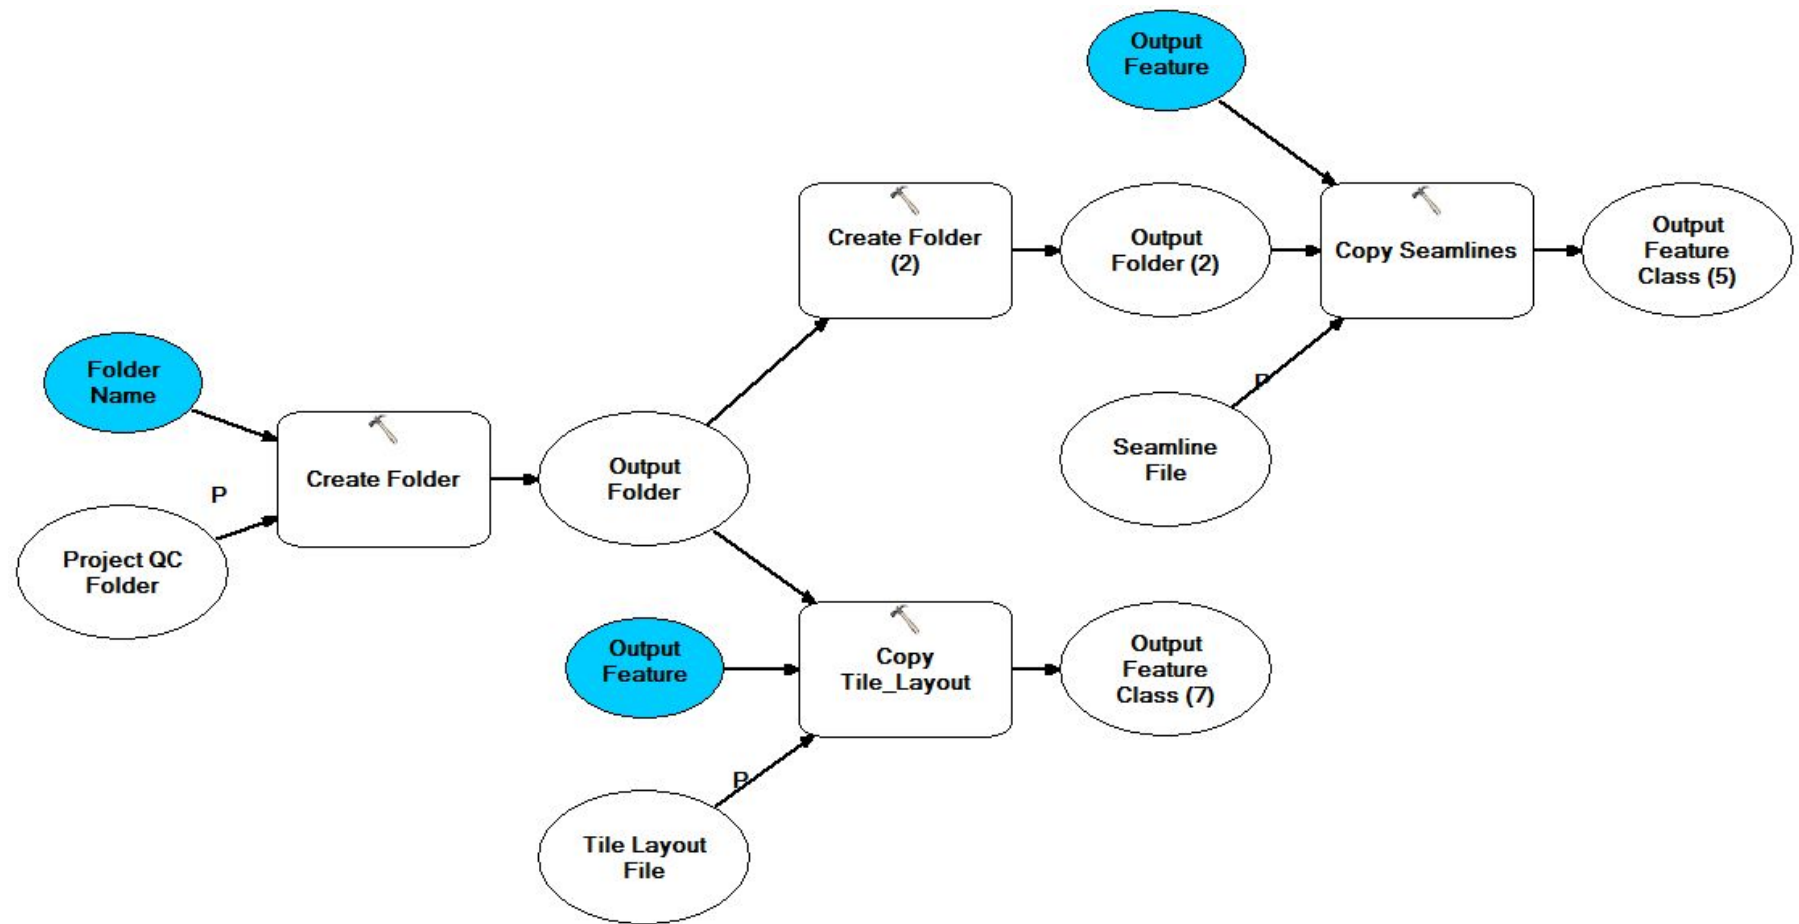 Output
Feature
Create Folder
(2)
Output
Folder (2)
Copy Seamlines
Output
Feature
Class (5)
Folder
Name
P
Seamline
File
Create Folder
Output
Folder
P
Project QC
Folder
Output
Feature
Copy
Tile_Layout
Output
Feature
Class (7)
P
Tile Layout
File